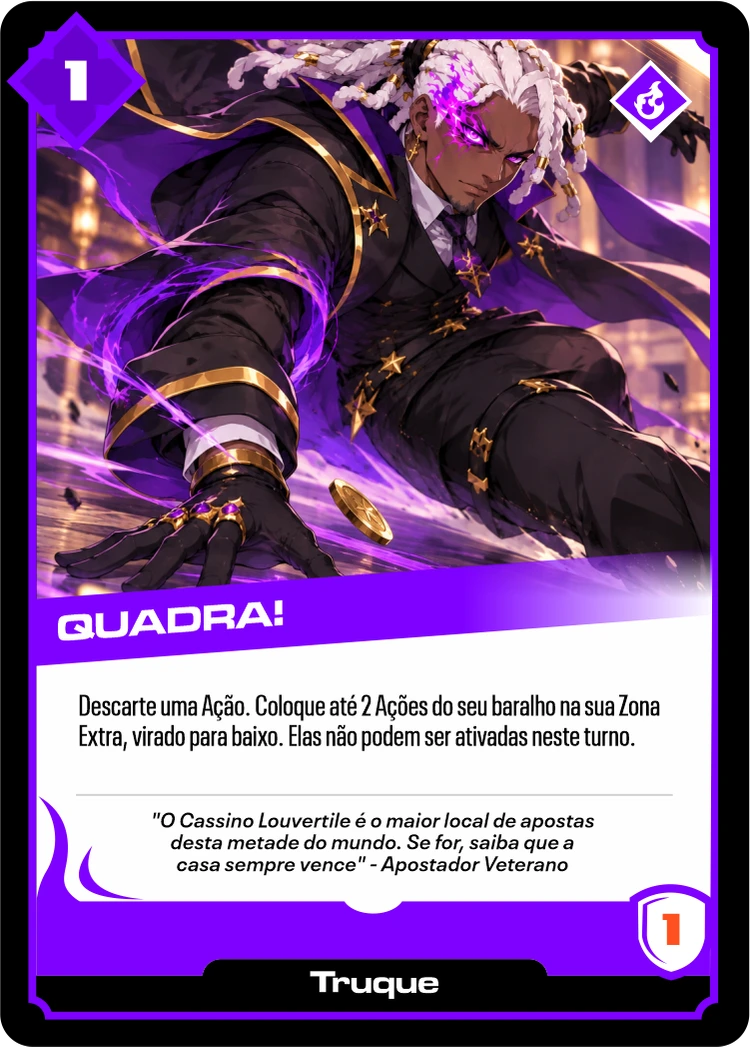 1
QUADRA!
Descarte uma Ação. Coloque até 2 Ações do seu baralho na sua Zona
Extra, virado para baixo. Elas não podem ser ativadas neste turno.
"O Cassino Louvertile é o maior local de apostas
desta metade do mundo. Se for, saiba que a
casa sempre vence" - Apostador Veterano
1
Truque